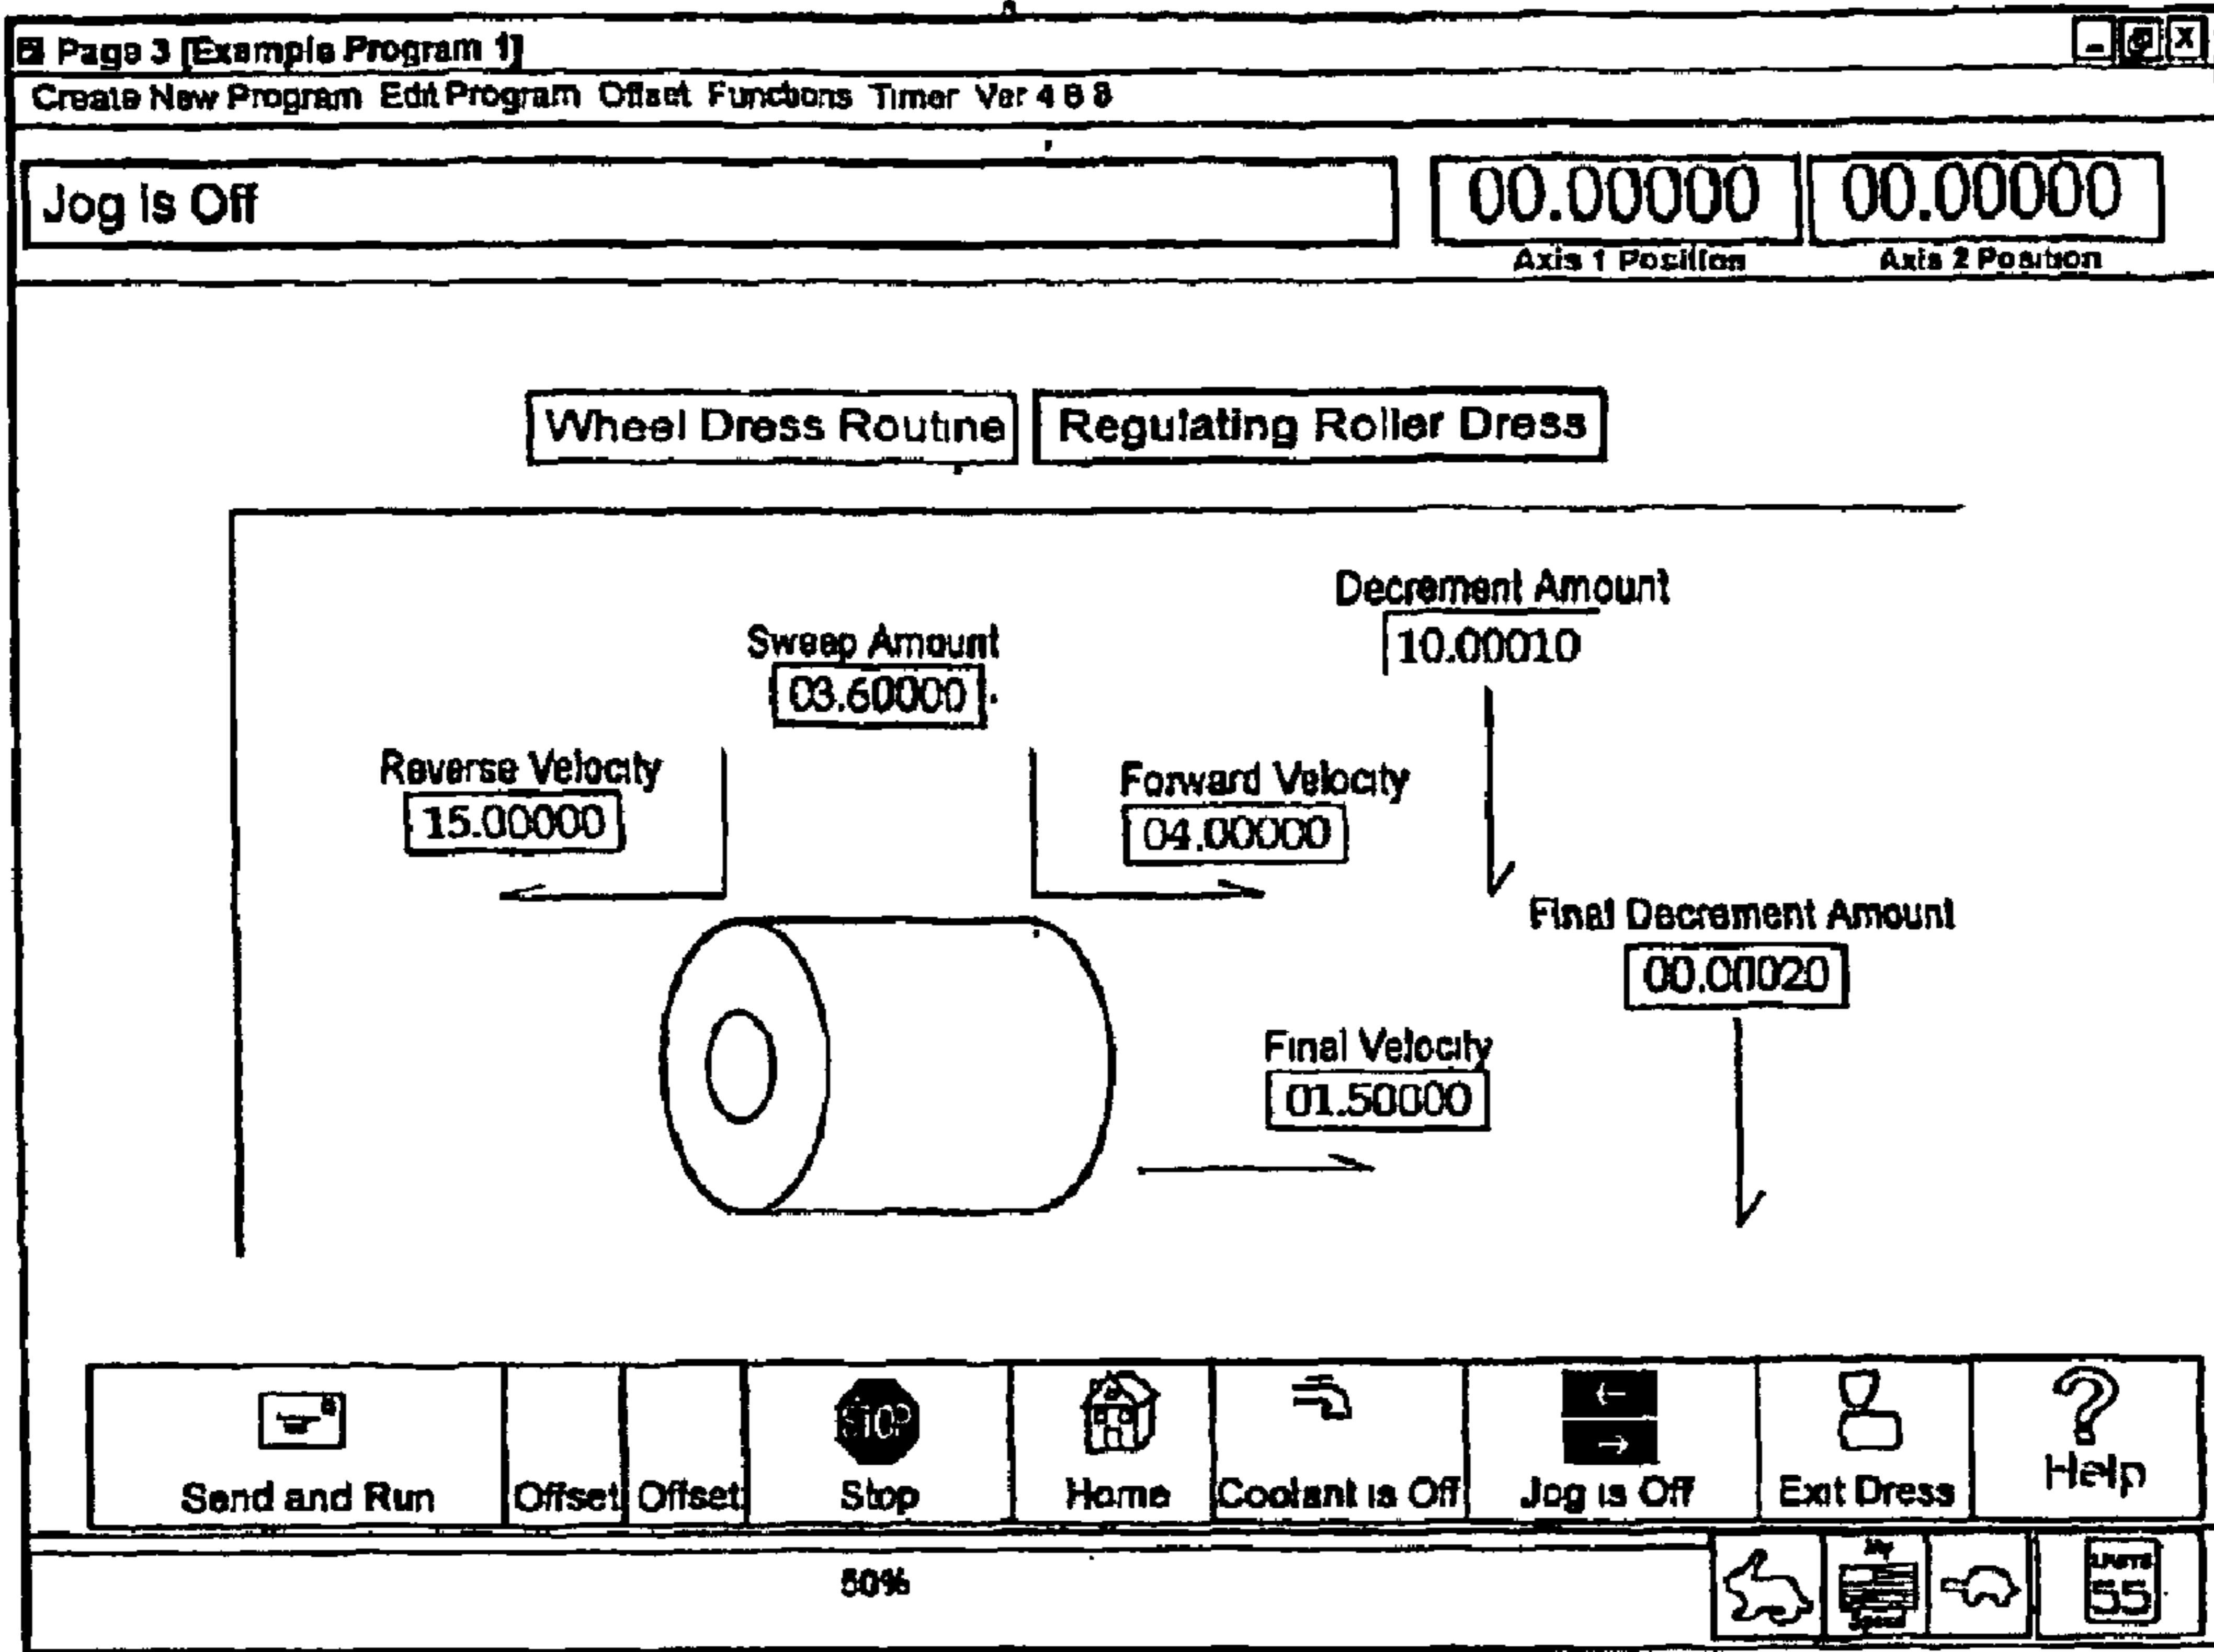 Page 3 [Example Program 1]
Create New Program Edit Program Offset Functions Timer Ver 4 6 8
Jog is Off
00.00000 00.00000
Axis 1 Position Axis 2 Position
Wheel Dress Routine Regulating Roller Dress
Decrement Amount
10.00010
Sweep Amount
03.60000
Reverse Velocity
15.00000
Forward Velocity
04.00000
Final Decrement Amount
00.00020
Final Velocity
01.50000
STOP
Send and Run Offset Offset Stop Home Coolant is Off Jog is Off Exit Dress Help
50%
55